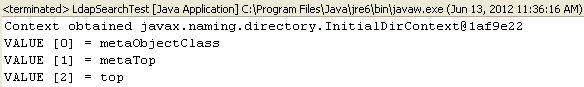 <terminated> LdapSearchTest [Java Application] C:\Program Files\Java\jre6\bin\javaw.exe (Jun 13, 2012 11:36:16 AM)
Context obtained javax.naming.directory.InitialDirContext@1af9e22
VALUE [0] = metaObjectClass
VALUE [1] = metaTop
VALUE [2] = top